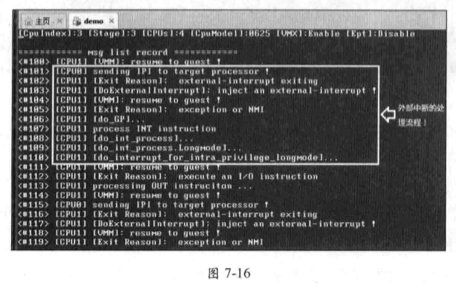 主页 × demo ×
[CpuIndex]:3 [Stage]:3 [CPUs]:4 [CpuModel]:0625 [VMX]:Enable [Ept]:Disable
=========== Msg list record ===========
<#100> [CPU1] [VMM]: resume to guest !
<#101> [CPU0] sending IPI to target processor !
<#102> [CPU1] [Exit Reason]: external-interrupt exiting
<#103> [CPU1] [DoExternalInterrupt]: inject an external-interrupt !
<#104> [CPU1] [VMM]: resume to guest !
<#105> [CPU1] [Exit Reason]: exception or NMI
<#106> [CPU1] [do_GP]...
<#107> [CPU1] process INT instruction
<#108> [CPU1] [do_int_process]...
<#109> [CPU1] [do_int_process.Longmode]...
<#110> [CPU1] [do_interrupt_for_intra_privilege_longmode]...
<#111> [CPU1] [VMM]: resume to guest !
<#112> [CPU1] [Exit Reason]: execute an I/O instruction
<#113> [CPU1] processing OUT instruciton ...
<#114> [CPU1] [VMM]: resume to guest !
<#115> [CPU0] sending IPI to target processor !
<#116> [CPU1] [Exit Reason]: external-interrupt exiting
<#117> [CPU1] [DoExternalInterrupt]: inject an external-interrupt !
<#118> [CPU1] [VMM]: resume to guest !
<#119> [CPU1] [Exit Reason]: exception or NMI
外部中断的处
理流程！
图 7-16